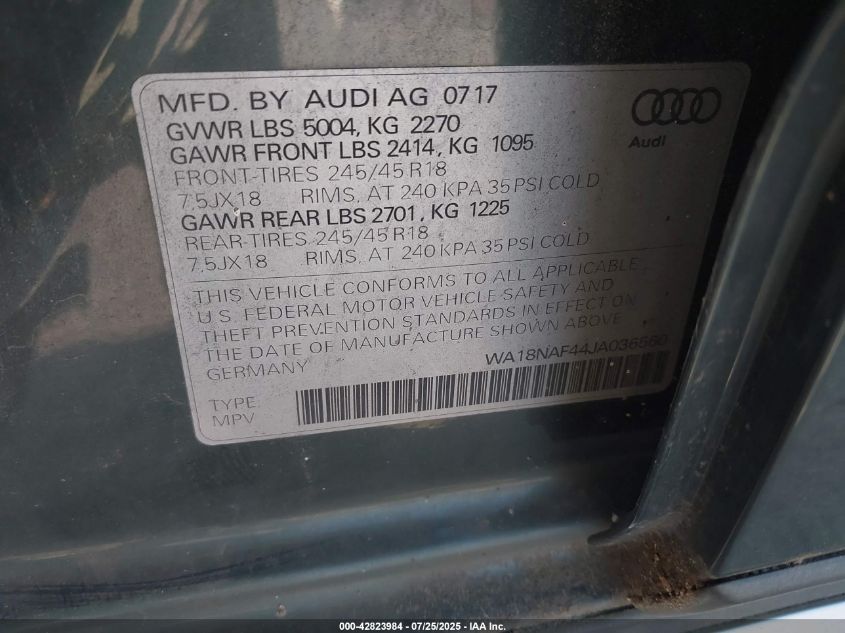 MFD. BY AUDI AG 0717
GVWR LBS 5004, KG 2270
GAWR FRONT LBS 2414, KG 1095
FRONT-TIRES 245/45 R18
7.5JX18 RIMS. AT 240 KPA 35 PSI COLD
GAWR REAR LBS 2701, KG 1225
REAR-TIRES 245/45 R18
7.5JX18 RIMS. AT 240 KPA 35 PSI COLD
Audi
THIS VEHICLE CONFORMS TO ALL APPLICABLE
U.S. FEDERAL MOTOR VEHICLE SAFETY AND
THEFT PREVENTION STANDARDS IN EFFECT ON
THE DATE OF MANUFACTURE SHOWN ABOVE
GERMANY
WA18NAF44JA036560
TYPE
MPV
000-42823984 / 07/25/2025 - IAA Inc.